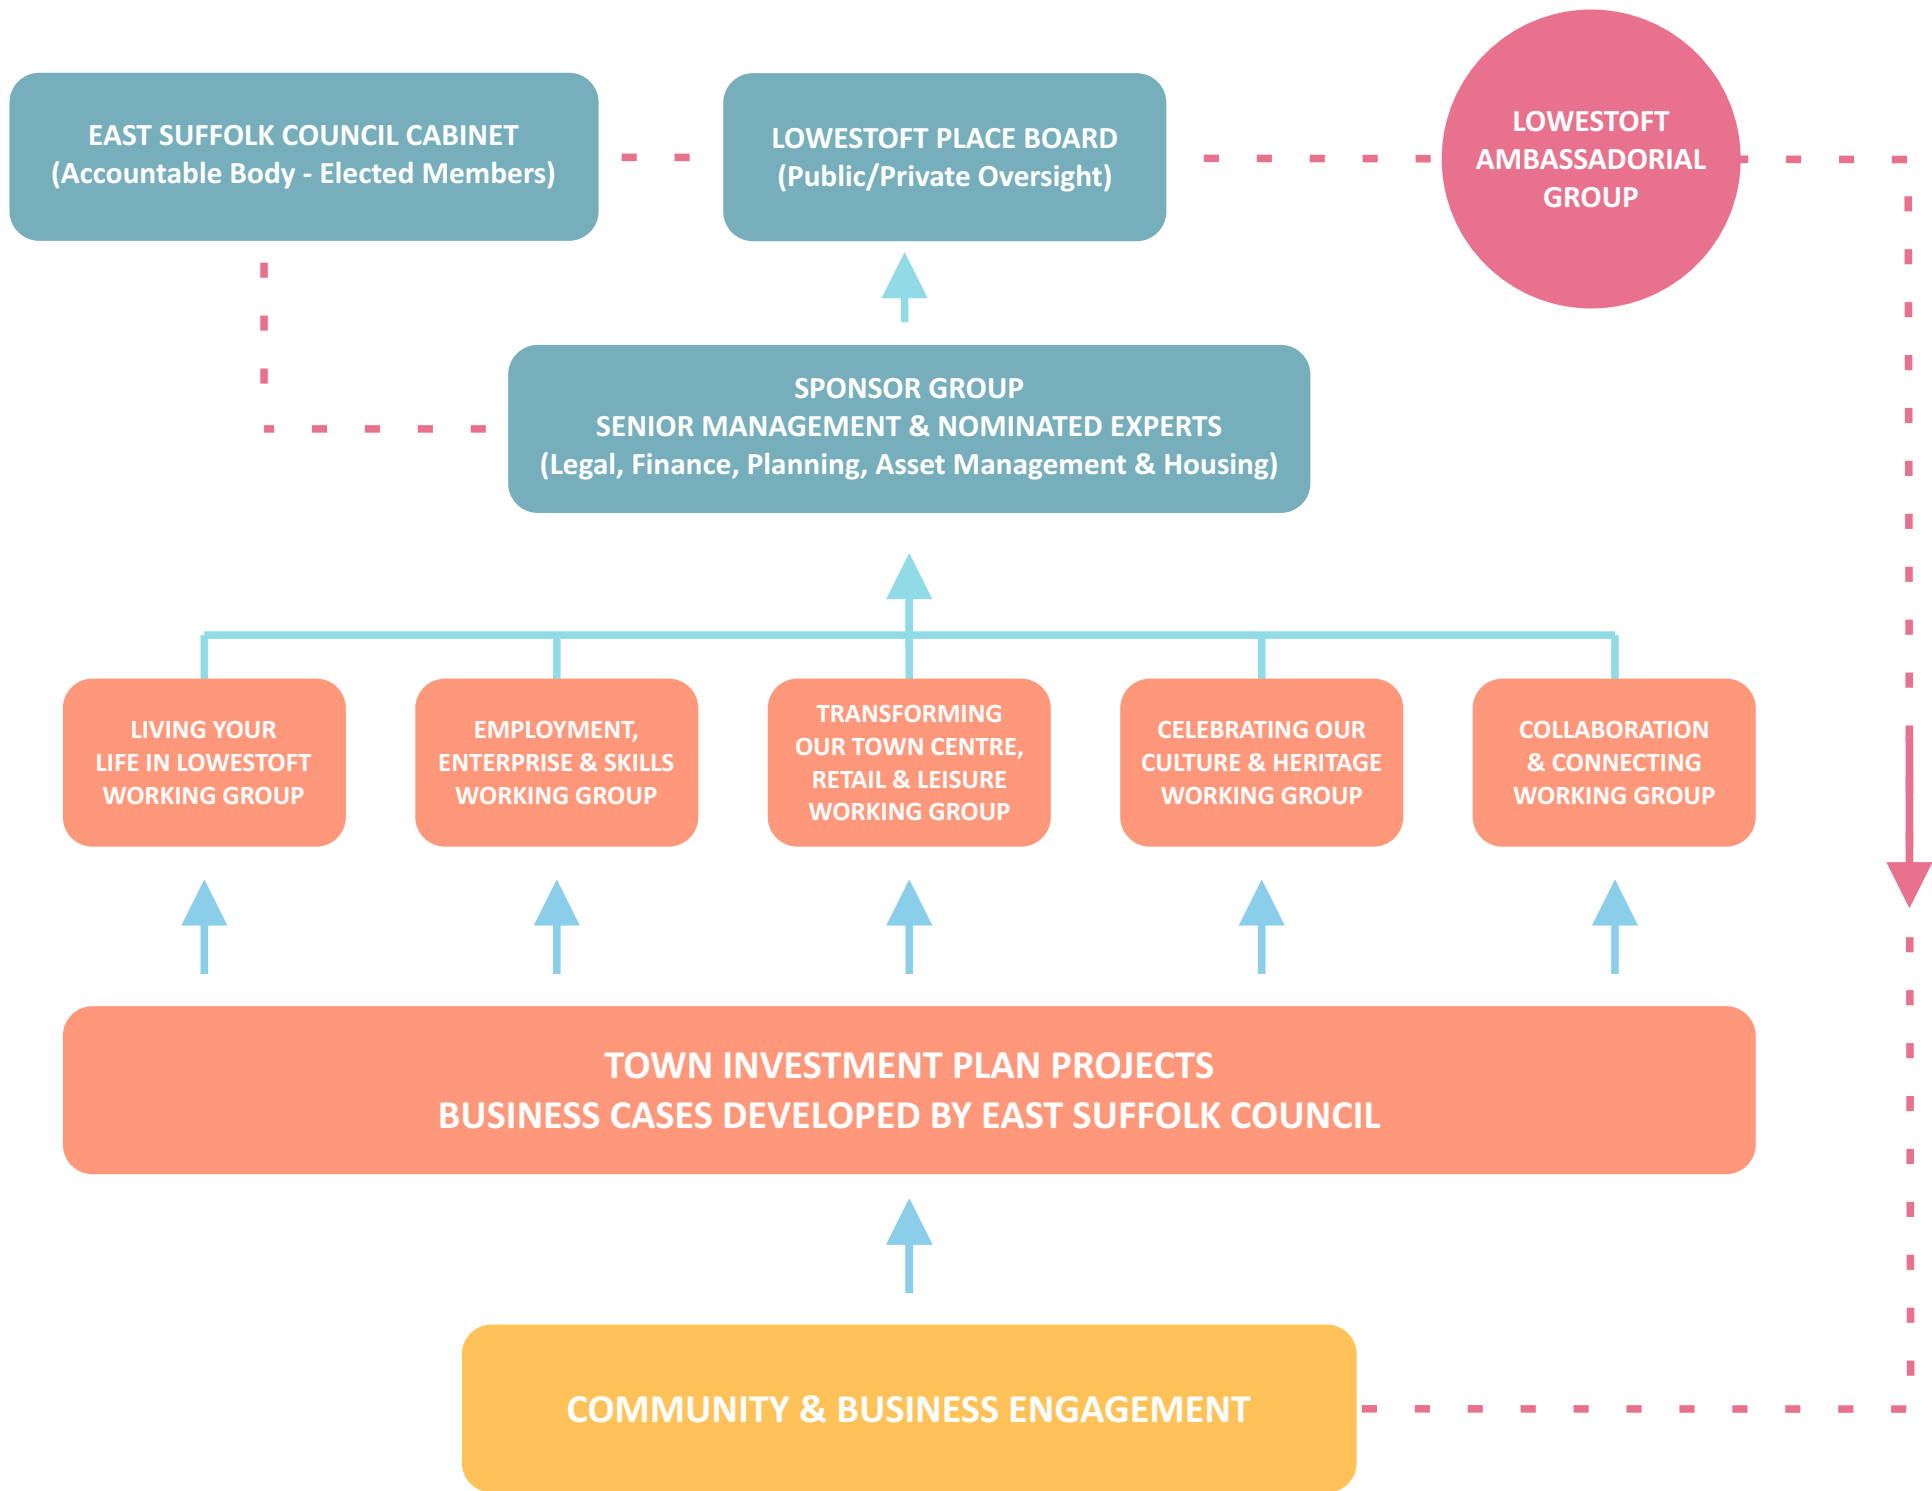 EAST SUFFOLK COUNCIL CABINET
(Accountable Body - Elected Members)
LOWESTOFT PLACE BOARD
(Public/Private Oversight)
LOWESTOFT
AMBASSADORIAL
GROUP
SPONSOR GROUP
SENIOR MANAGEMENT & NOMINATED EXPERTS
(Legal, Finance, Planning, Asset Management & Housing)
LIVING YOUR
LIFE IN LOWESTOFT
WORKING GROUP
EMPLOYMENT,
ENTERPRISE & SKILLS
WORKING GROUP
TRANSFORMING
OUR TOWN CENTRE,
RETAIL & LEISURE
WORKING GROUP
CELEBRATING OUR
CULTURE & HERITAGE
WORKING GROUP
COLLABORATION
& CONNECTING
WORKING GROUP
TOWN INVESTMENT PLAN PROJECTS
BUSINESS CASES DEVELOPED BY EAST SUFFOLK COUNCIL
COMMUNITY & BUSINESS ENGAGEMENT